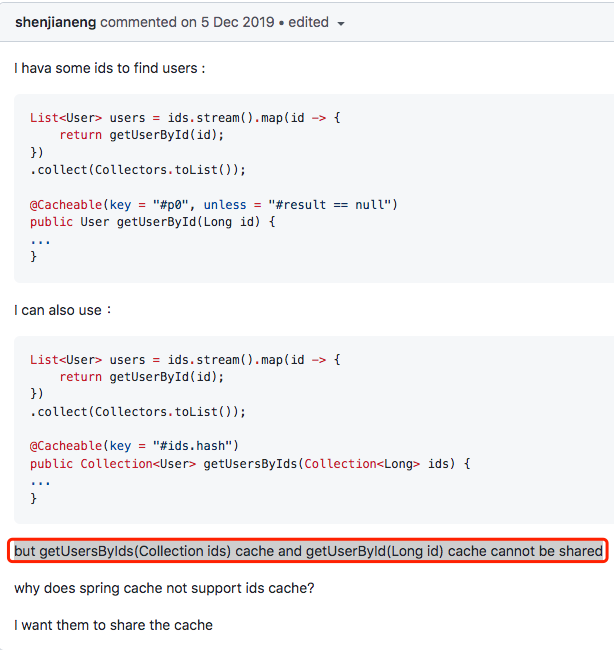 shenjianeng commented on 5 Dec 2019 • edited
I hava some ids to find users :
List<User> users = ids.stream().map(id -> {
    return getUserById(id);
})
.collect(Collectors.toList());
@Cacheable(key = "#p0", unless = "#result == null")
public User getUserById(Long id) {
...
}
I can also use：
List<User> users = ids.stream().map(id -> {
    return getUserById(id);
})
.collect(Collectors.toList());
@Cacheable(key = "#ids.hash")
public Collection<User> getUsersByIds(Collection<Long> ids) {
...
}
but getUsersByIds(Collection ids) cache and getUserById(Long id) cache cannot be shared
why does spring cache not support ids cache?
I want them to share the cache